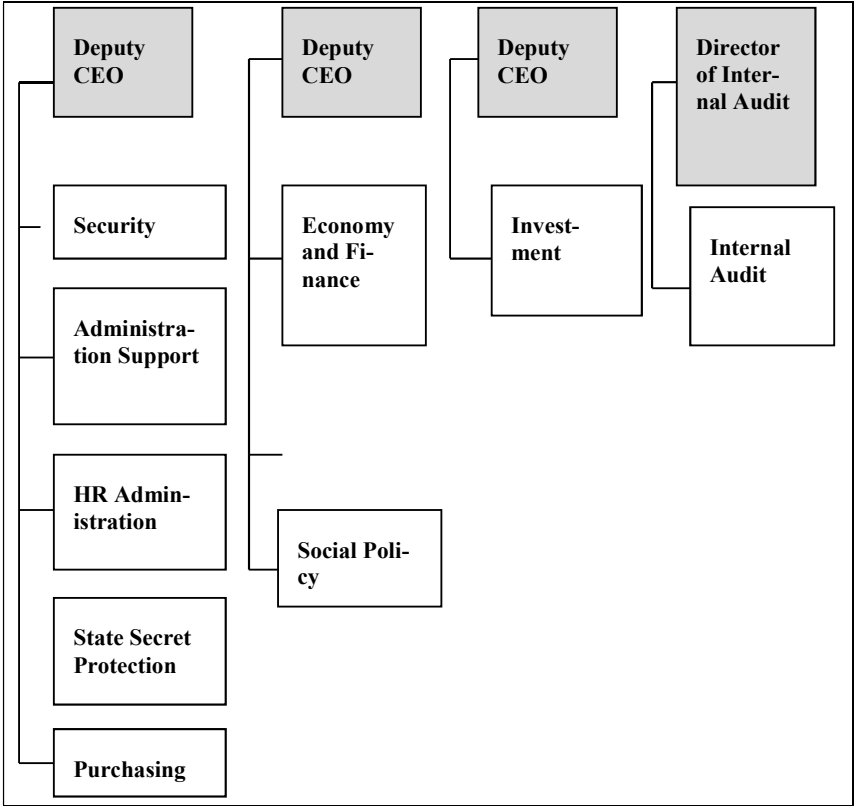 Deputy
CEO
Deputy
CEO
Deputy
CEO
Director
of Inter-
nal Audit
Security
Economy
and Fi-
nance
Invest-
ment
Internal
Audit
Administra-
tion Support
HR Admin-
istration
Social Poli-
cy
State Secret
Protection
Purchasing